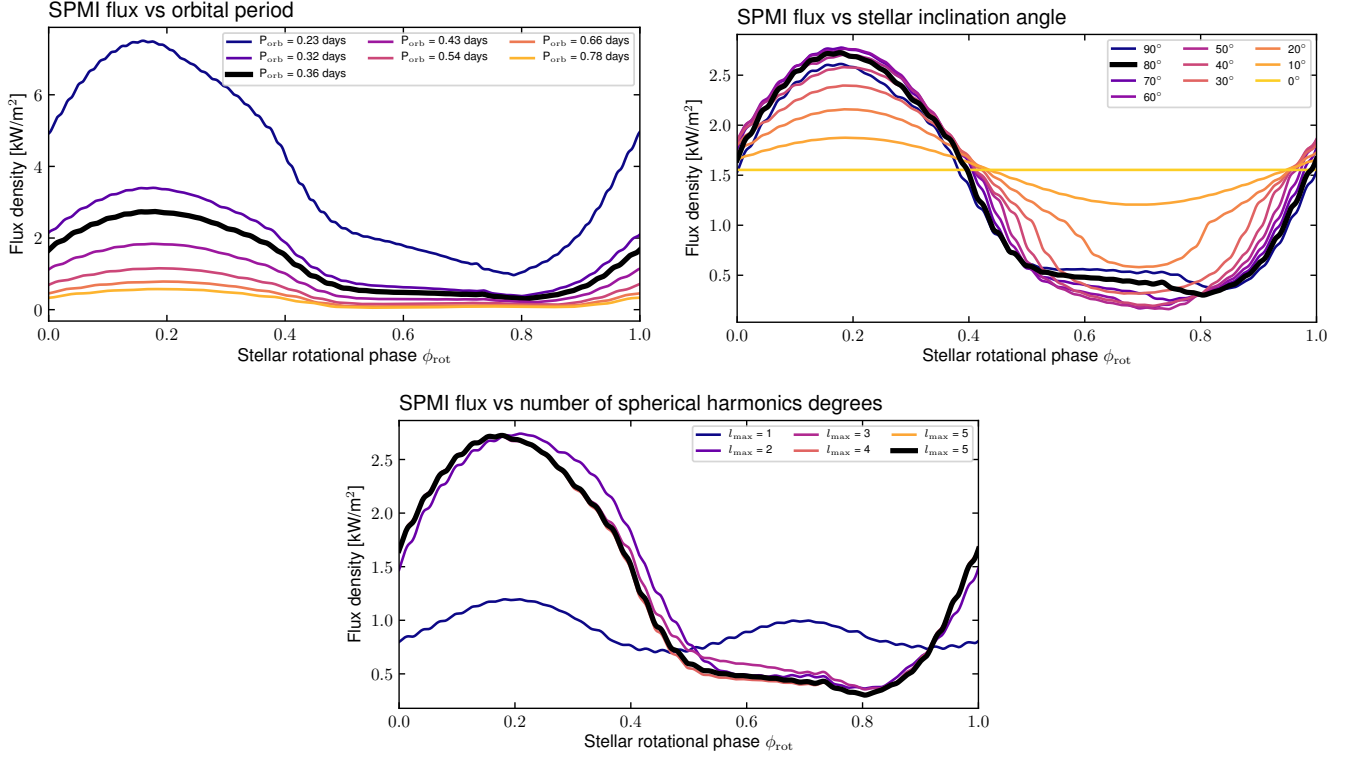 SPMI flux vs orbital period
P_orb = 0.23 days P_orb = 0.43 days P_orb = 0.66 days
P_orb = 0.32 days P_orb = 0.54 days P_orb = 0.78 days
P_orb = 0.36 days
Flux density [kW/m²]
6
4
2
0
0.0 0.2 0.4 0.6 0.8 1.0
Stellar rotational phase ϕ_rot
SPMI flux vs stellar inclination angle
90° 50° 20°
80° 40° 10°
70° 30° 0°
60°
Flux density [kW/m²]
2.5
2.0
1.5
1.0
0.5
0.0 0.2 0.4 0.6 0.8 1.0
Stellar rotational phase ϕ_rot
SPMI flux vs number of spherical harmonics degrees
l_max = 1 l_max = 3 l_max = 5
l_max = 2 l_max = 4 l_max = 5
Flux density [kW/m²]
2.5
2.0
1.5
1.0
0.5
0.0 0.2 0.4 0.6 0.8 1.0
Stellar rotational phase ϕ_rot